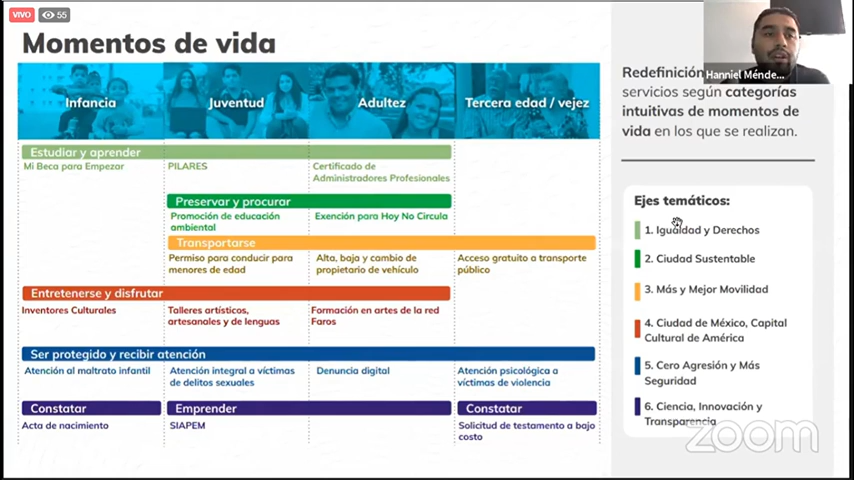 VIVO
55
Momentos de vida
Infancia
Juventud
Adultez
Tercera edad / vejez
Estudiar y aprender
Mi Beca para Empezar
PILARES
Certificado de
Administradores Profesionales
Preservar y procurar
Promoción de educación
ambiental
Exención para Hoy No Circula
Transportarse
Permiso para conducir para
menores de edad
Alta, baja y cambio de
propietario de vehículo
Acceso gratuito a transporte
público
Entretenerse y disfrutar
Inventores Culturales
Talleres artísticos,
artesanales y de lenguas
Formación en artes de la red
Faros
Ser protegido y recibir atención
Atención al maltrato infantil
Atención integral a víctimas
de delitos sexuales
Denuncia digital
Atención psicológica a
víctimas de violencia
Constatar
Emprender
Constatar
Acta de nacimiento
SIAPEM
Solicitud de testamento a bajo
costo
Hanniel Ménde...
Redefinición
servicios según categorías
intuitivas de momentos de
vida en los que se realizan.
Ejes temáticos:
1. Igualdad y Derechos
2. Ciudad Sustentable
3. Más y Mejor Movilidad
4. Ciudad de México, Capital
Cultural de América
5. Cero Agresión y Más
Seguridad
6. Ciencia, Innovación y
Transparencia
zoom